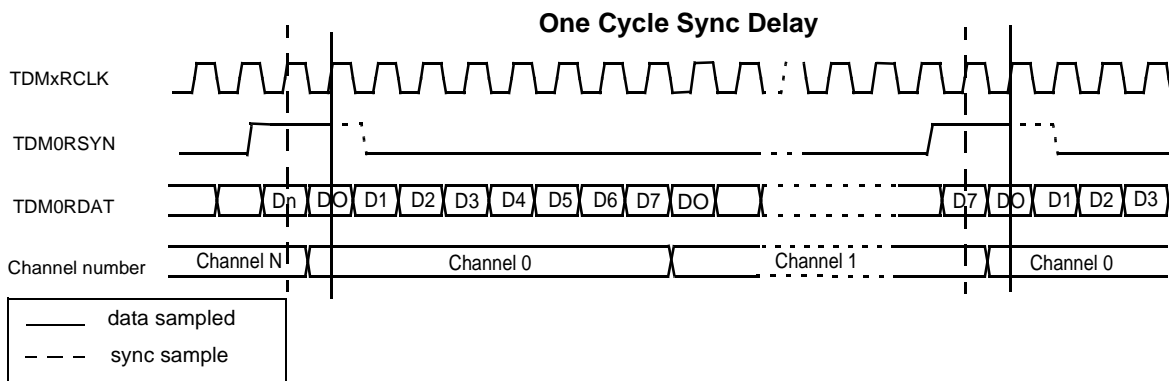 One Cycle Sync Delay
TDMxRCLK
TDM0RSYN
TDM0RDAT
Dn DO D1 D2 D3 D4 D5 D6 D7 DO D7 DO D1 D2 D3
Channel number
Channel N Channel 0 Channel 1 Channel 0
data sampled
sync sample